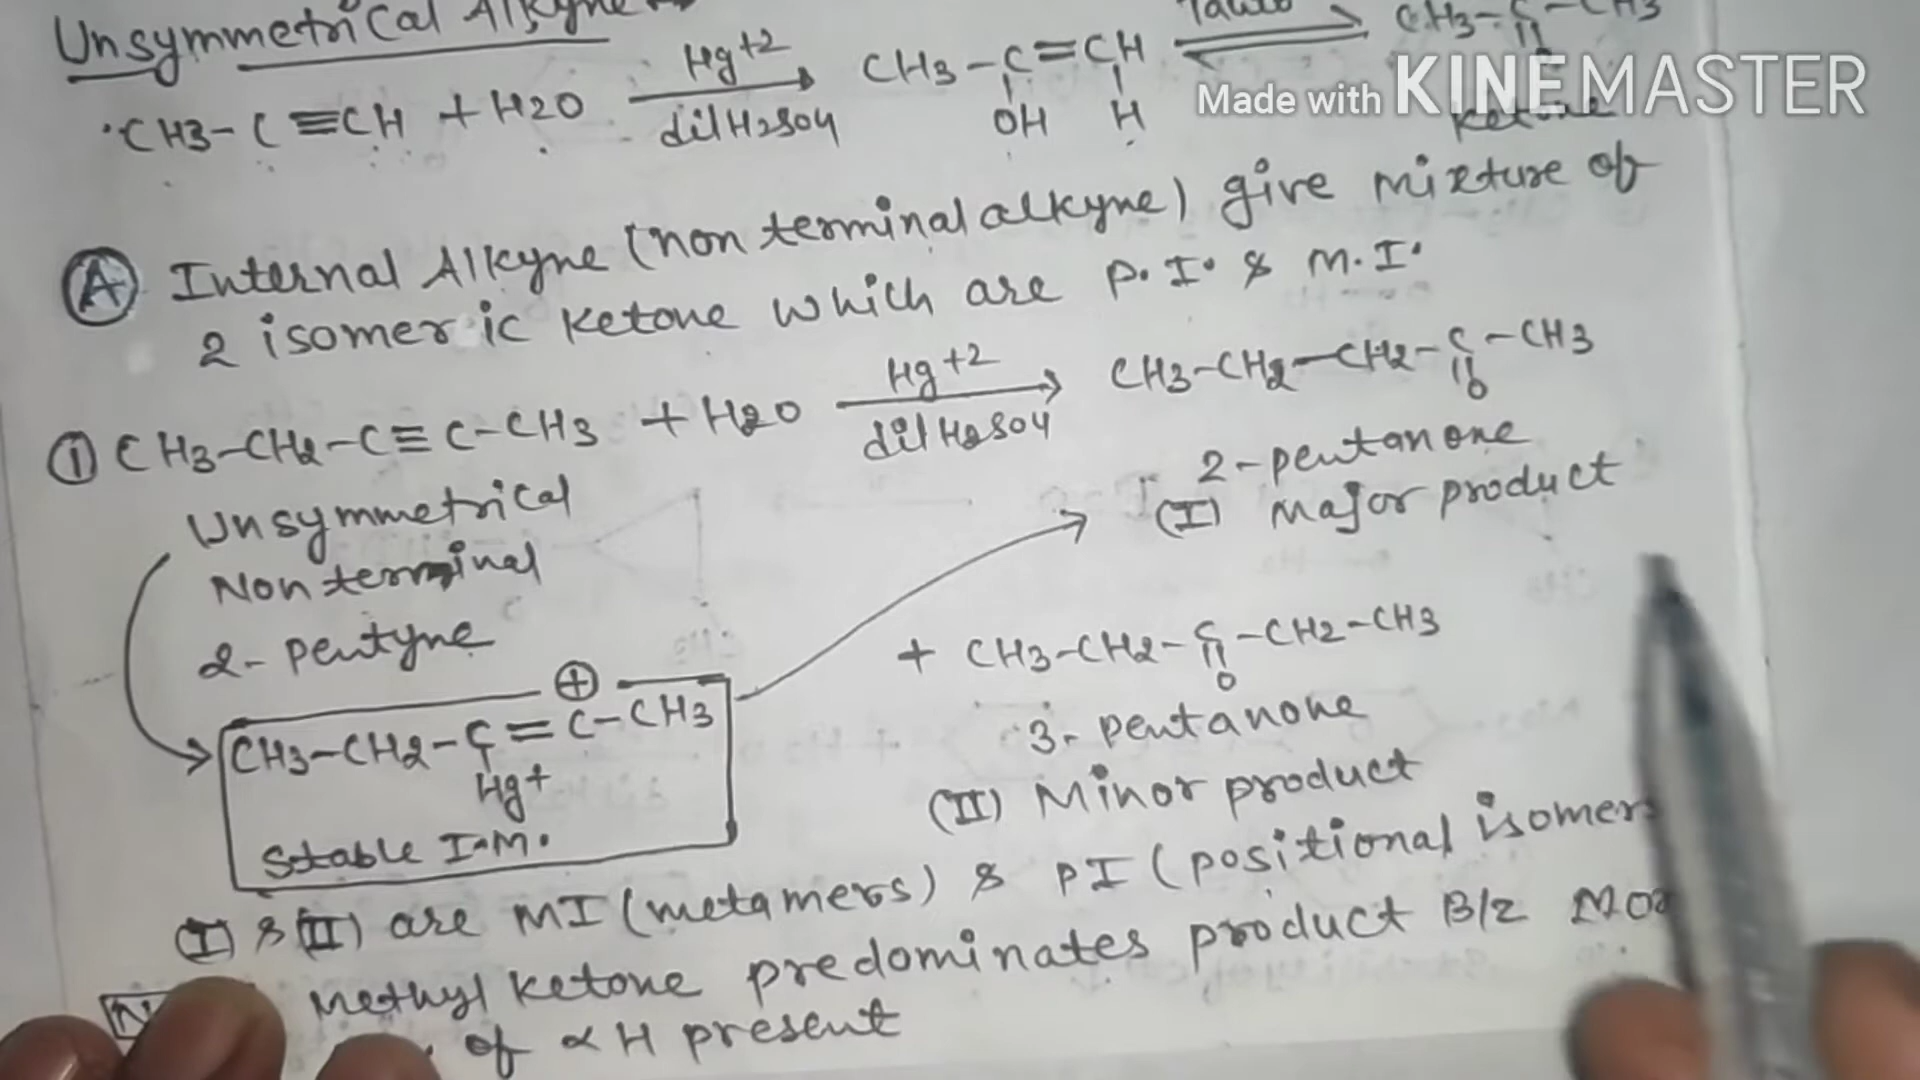 Unsymmetrical Alkyne
CH3-C≡CH + H2O Hg+2 dil H2SO4 CH3-C=CH Tauto CH3-C-CH3
OH H O
Made with KINEMASTER
ketone
(A) Internal Alkyne (non terminal alkyne) give mixture of
2 isomeric ketone which are P.I. & M.I.
(1) CH3-CH2-C≡C-CH3 + H2O Hg+2 dil H2SO4 CH3-CH2-CH2-C-CH3
O
Unsymmetrical
Non terminal
2-pentyne
2-pentanone
(I) Major product
+ CH3-CH2-C-CH2-CH3
O
3-pentanone
(II) Minor product
⊕
CH3-CH2-C=C-CH3
Hg+
Stable I.M.
(I) & (II) are MI (metamers) & PI (positional isomers
Methyl ketone predominates product B/z
of αH present